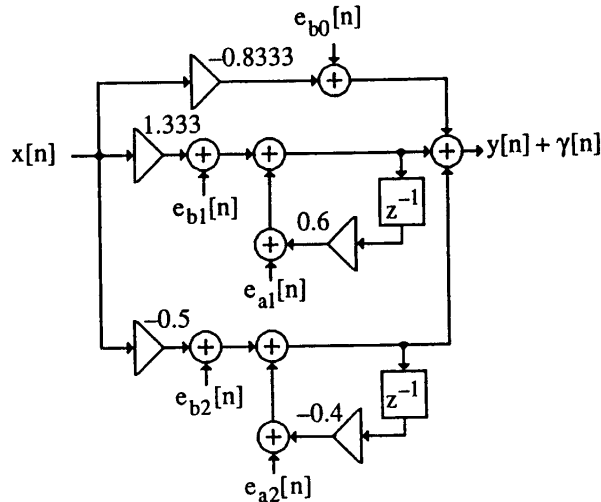 e_b0[n]
−0.8333
1.333
x[n]
y[n] + γ[n]
e_b1[n]
z^−1
0.6
e_a1[n]
−0.5
e_b2[n]
z^−1
−0.4
e_a2[n]